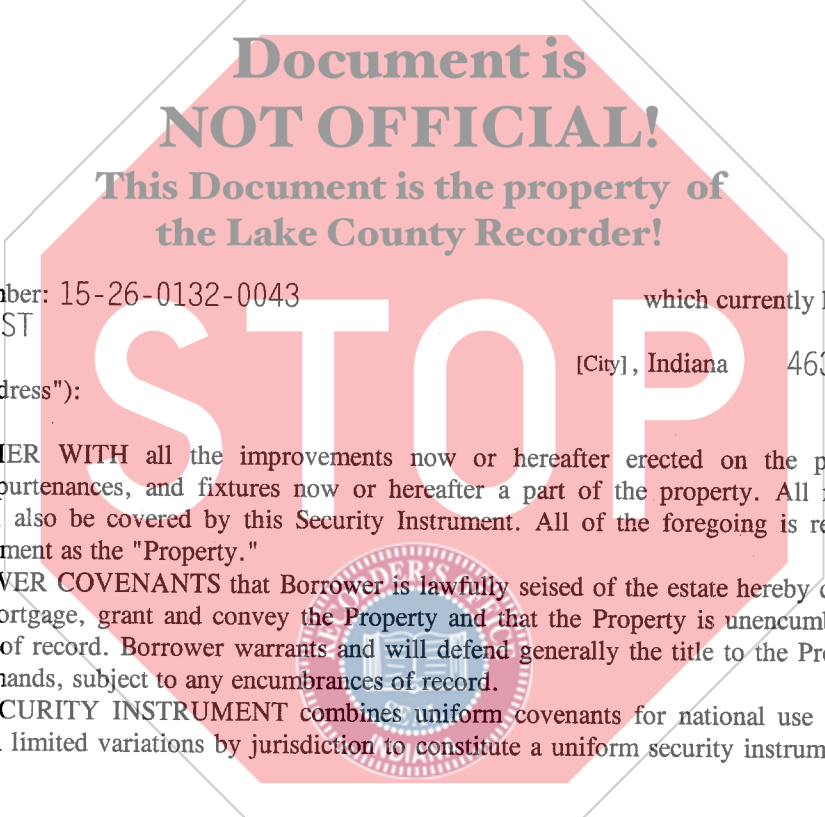 Document is
NOT OFFICIAL!
This Document is the property of
the Lake County Recorder!
STOP
ber: 15-26-0132-0043 which currently
ST
[City], Indiana 463
dress"):
ER WITH all the improvements now or hereafter erected on the p
purtenances, and fixtures now or hereafter a part of the property. All
also be covered by this Security Instrument. All of the foregoing is re
ment as the "Property."
VER COVENANTS that Borrower is lawfully seised of the estate hereby
ortgage, grant and convey the Property and that the Property is unencumb
of record. Borrower warrants and will defend generally the title to the Pro
ands, subject to any encumbrances of record.
CURITY INSTRUMENT combines uniform covenants for national use
limited variations by jurisdiction to constitute a uniform security instrum
SEAL
INDIANA